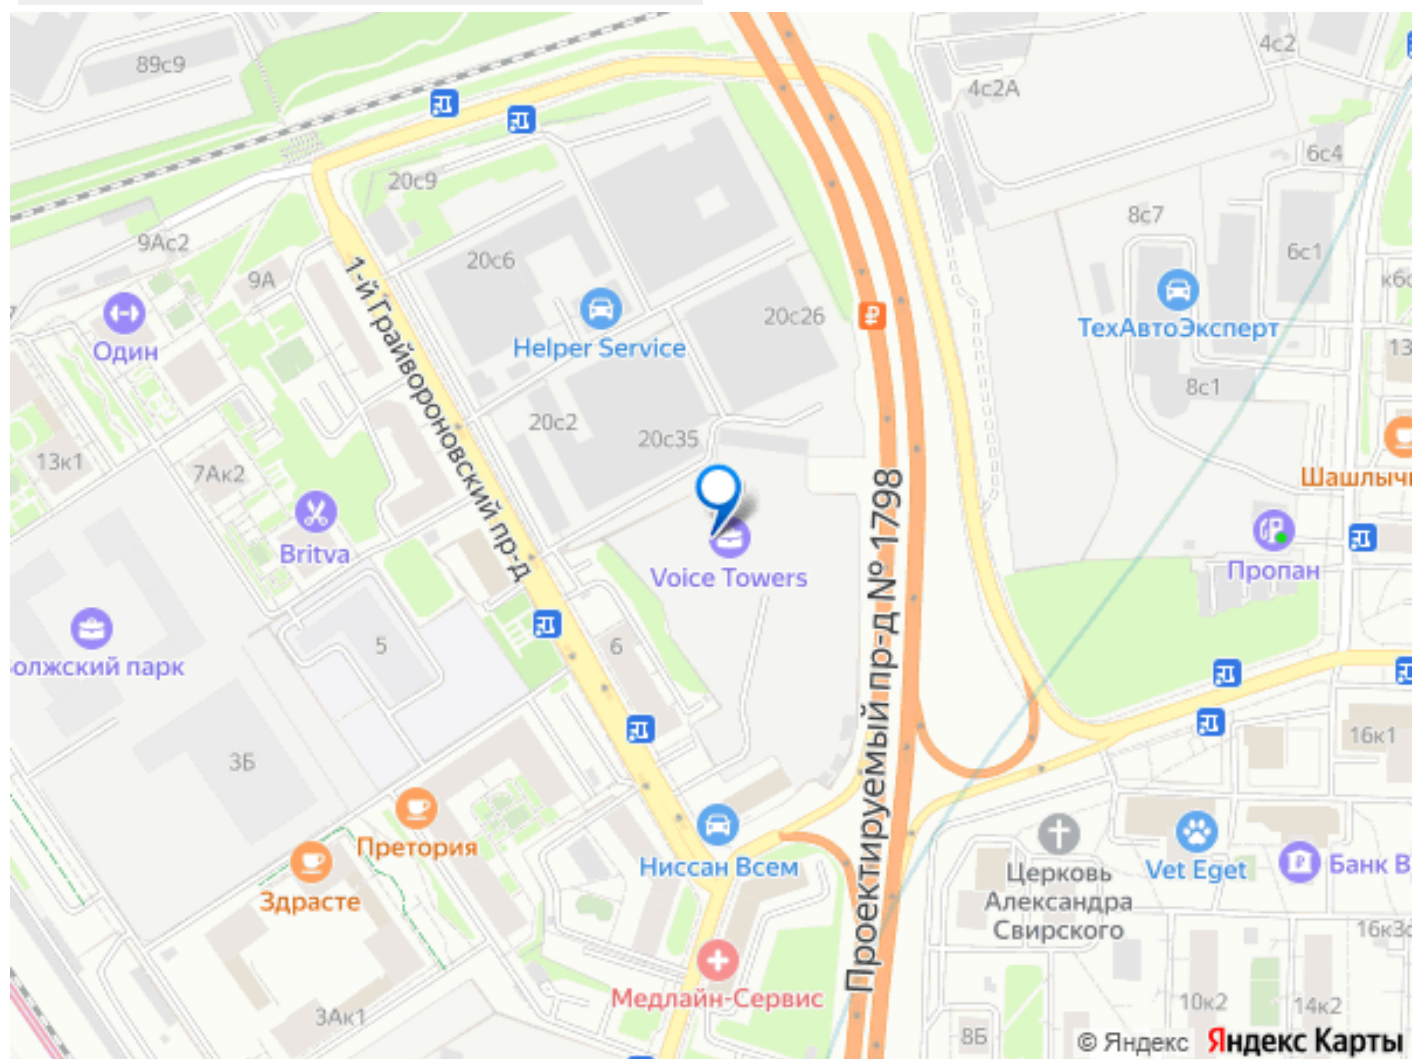 89с9
4с2
4с2А
6с4
20с9
8с7
9Ас2
20с6
6с1
9А
20с26
Один
Helper Service
ТехАвтоЭксперт
13
8с1
1-й Грайвороновский пр-д
20с2
20с35
13к1
7Ак2
Шашлычн
Britva
Voice Towers
Пропан
Проектируемый пр-д № 1798
5
6
олжский парк
16к1
3Б
Претория
Ниссан Всем
Vet Eget
Банк В
Здрасте
Церковь
Александра
Свирского
Медлайн-Сервис
3Ак1
10к2
14к2
8Б
© Яндекс Яндекс Карты